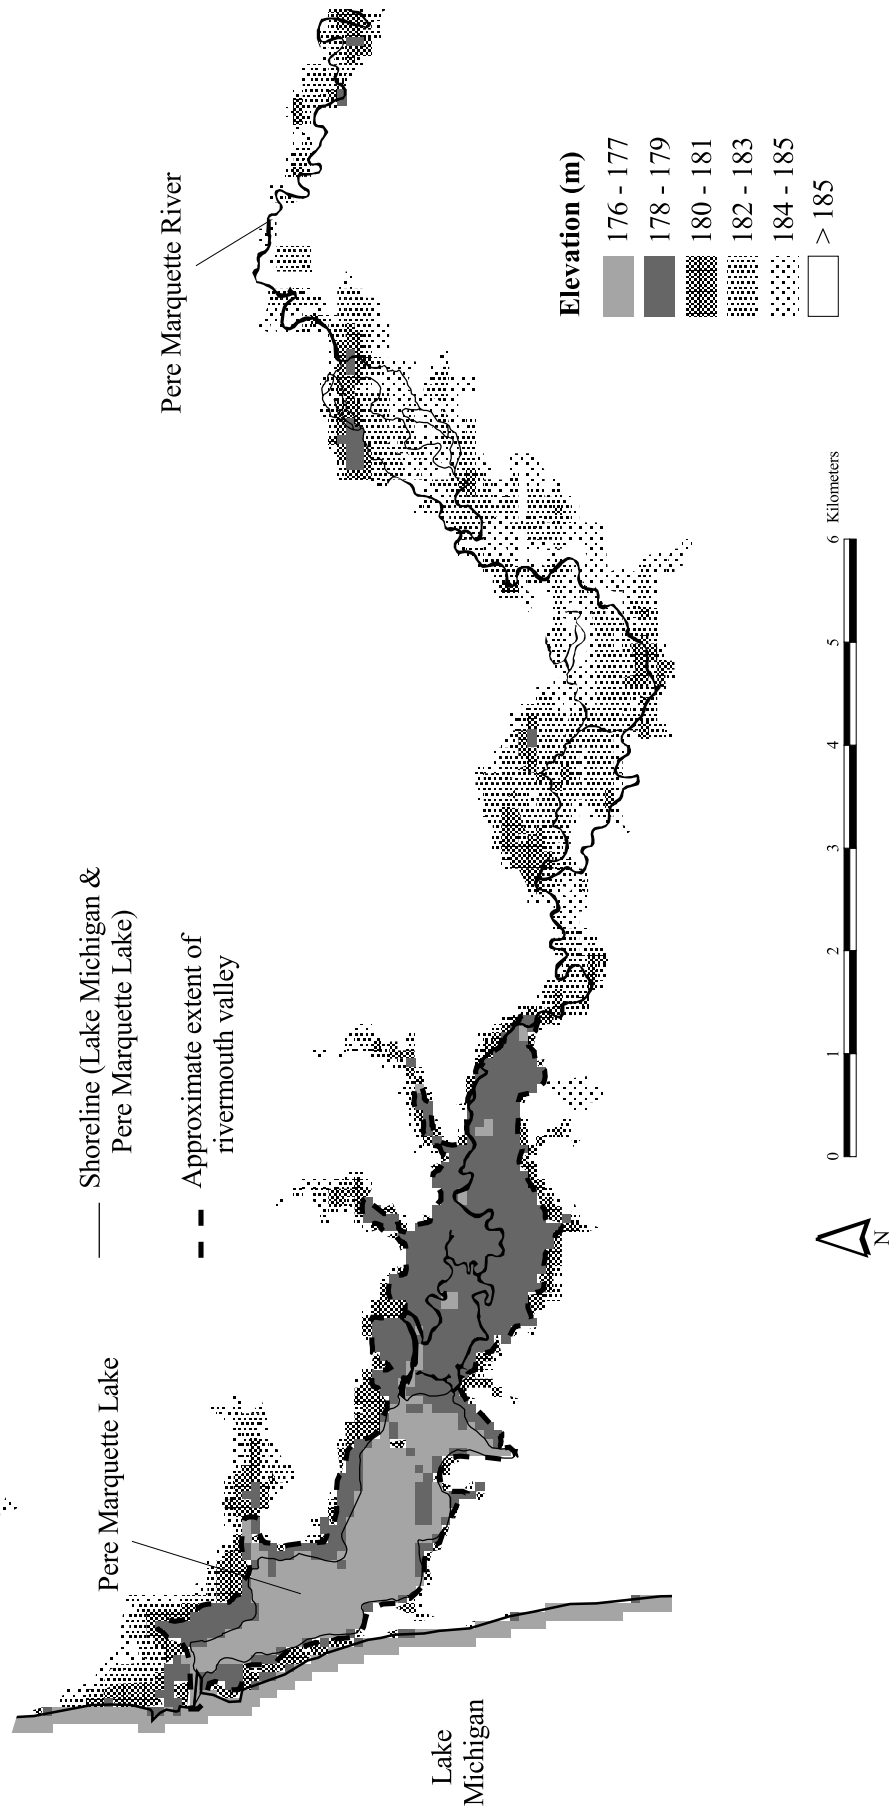 Pere Marquette Lake
Shoreline (Lake Michigan &
Pere Marquette Lake)
Approximate extent of
rivermouth valley
Pere Marquette River
Lake
Michigan
N
0 1 2 3 4 5 6 Kilometers
Elevation (m)
176 - 177
178 - 179
180 - 181
182 - 183
184 - 185
> 185